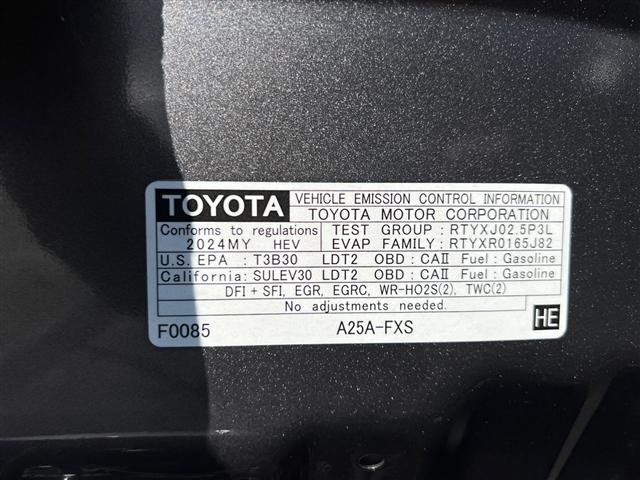 TOYOTA VEHICLE EMISSION CONTROL INFORMATION
TOYOTA MOTOR CORPORATION
Conforms to regulations TEST GROUP : RTYXJ02.5P3L
2024MY HEV EVAP FAMILY : RTYXR0165J82
U.S. EPA : T3B30 LDT2 OBD : CAII Fuel : Gasoline
California: SULEV30 LDT2 OBD : CAII Fuel : Gasoline
DFI + SFI, EGR, EGRC, WR-HO2S(2), TWC(2)
No adjustments needed.
F0085 A25A-FXS HE